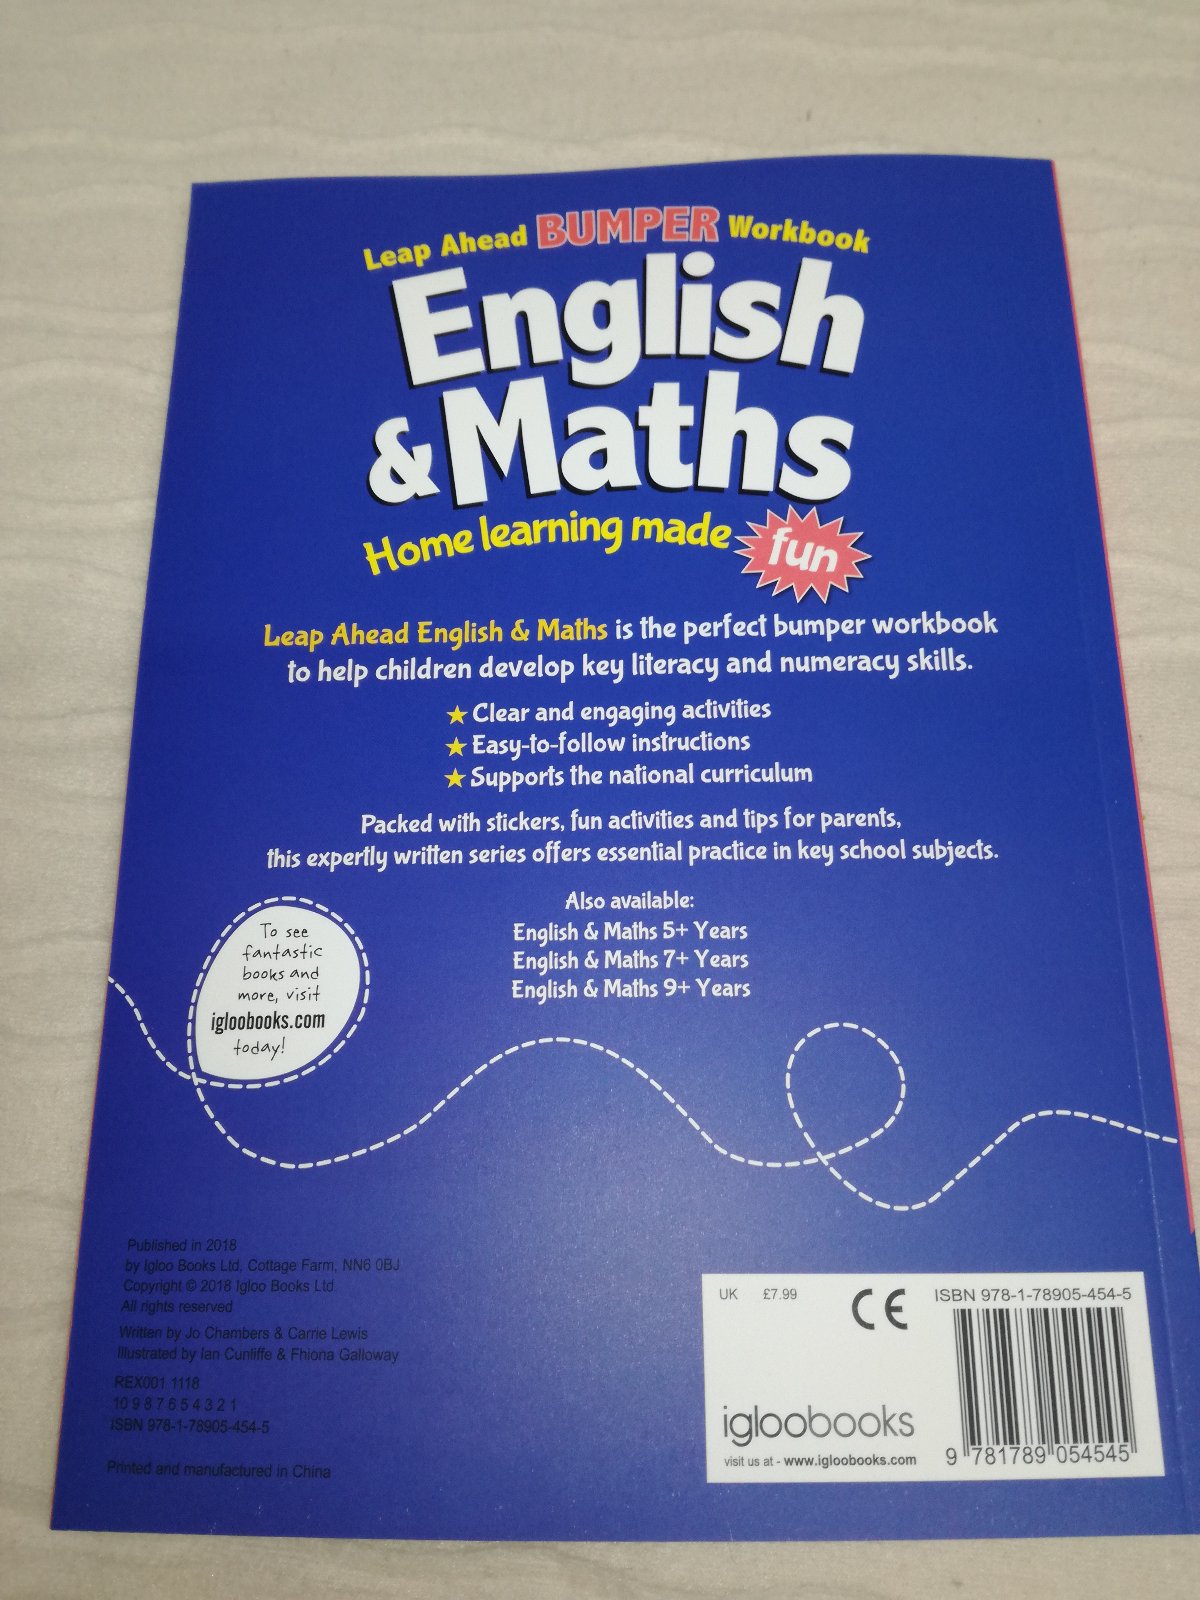 Leap Ahead BUMPER Workbook
English
& Maths
Home learning made fun
Leap Ahead English & Maths is the perfect bumper workbook
to help children develop key literacy and numeracy skills.
Clear and engaging activities
Easy-to-follow instructions
Supports the national curriculum
Packed with stickers, fun activities and tips for parents,
this expertly written series offers essential practice in key school subjects.
Also available:
English & Maths 5+ Years
English & Maths 7+ Years
English & Maths 9+ Years
To see
fantastic
books and
more, visit
igloobooks.com
today!
Published in 2018
by Igloo Books Ltd, Cottage Farm, NN6 0BJ
Copyright © 2018 Igloo Books Ltd
All rights reserved
Written by Jo Chambers & Carrie Lewis
Illustrated by Ian Cunliffe & Fhiona Galloway
REX001 1118
10 9 8 7 6 5 4 3 2 1
ISBN 978-1-78905-454-5
Printed and manufactured in China
UK £7.99
CE
ISBN 978-1-78905-454-5
igloobooks
visit us at - www.igloobooks.com
9 781789 054545